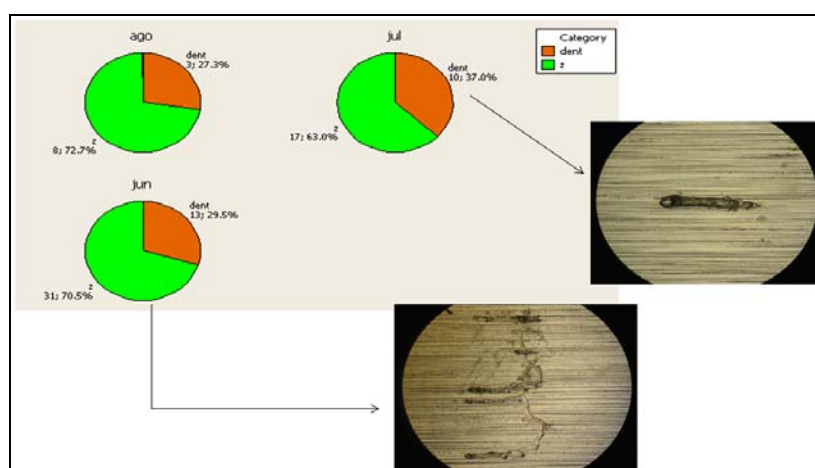 ago
dent
3; 27.3%
z
8; 72.7%
jul
dent
10; 37.0%
z
17; 63.0%
Category
dent
z
jun
dent
13; 29.5%
z
31; 70.5%